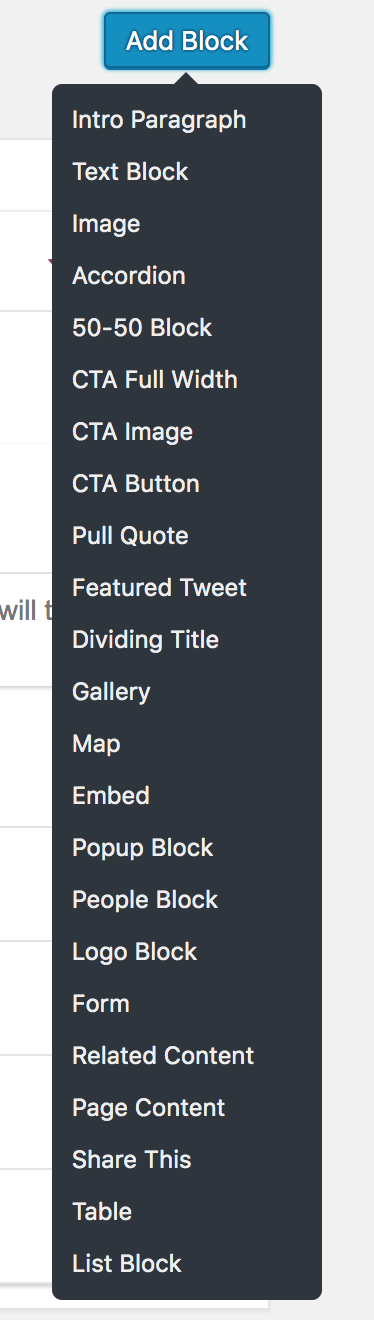 Add Block
Intro Paragraph
Text Block
Image
Accordion
50-50 Block
CTA Full Width
CTA Image
CTA Button
Pull Quote
Featured Tweet
will t
Dividing Title
Gallery
Map
Embed
Popup Block
People Block
Logo Block
Form
Related Content
Page Content
Share This
Table
List Block